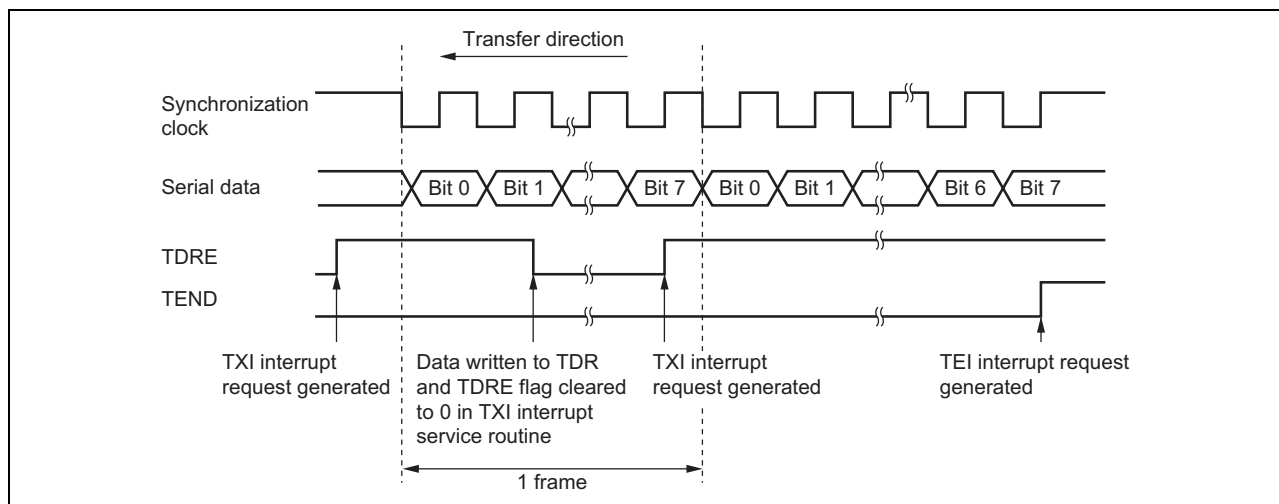 Transfer direction
Synchronization
clock
Serial data
Bit 0 Bit 1 Bit 7 Bit 0 Bit 1 Bit 6 Bit 7
TDRE
TEND
TXI interrupt
request generated
Data written to TDR
and TDRE flag cleared
to 0 in TXI interrupt
service routine
TXI interrupt
request generated
TEI interrupt request
generated
1 frame